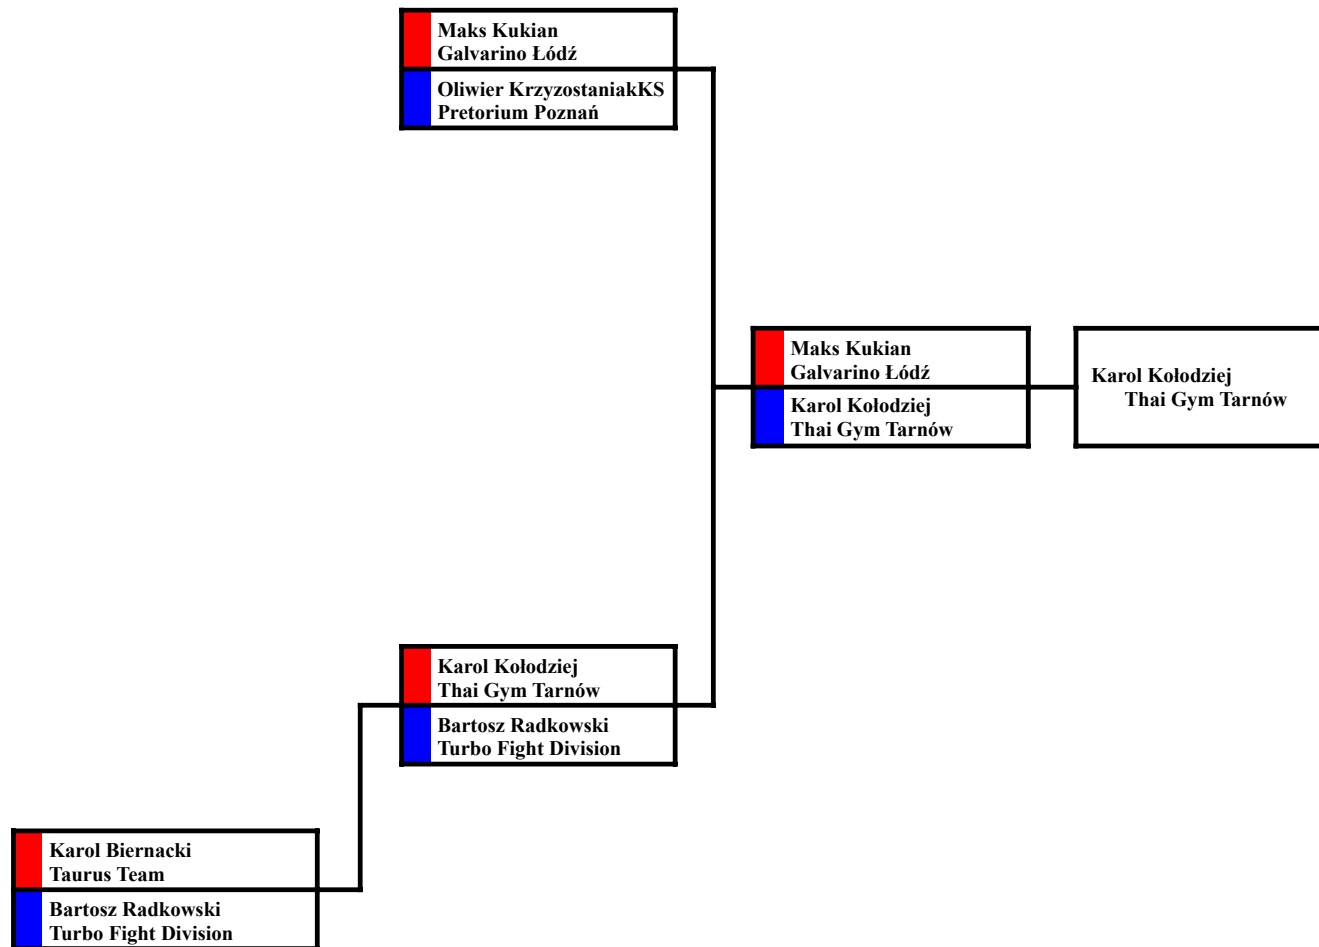 Maks Kukian
Galvarino Łódź
Oliwier KrzyzostaniakKS
Pretorium Poznań
Maks Kukian
Galvarino Łódź
Karol Kołodziej
Thai Gym Tarnów
Karol Kołodziej
Thai Gym Tarnów
Karol Kołodziej
Thai Gym Tarnów
Bartosz Radkowski
Turbo Fight Division
Karol Biernacki
Taurus Team
Bartosz Radkowski
Turbo Fight Division